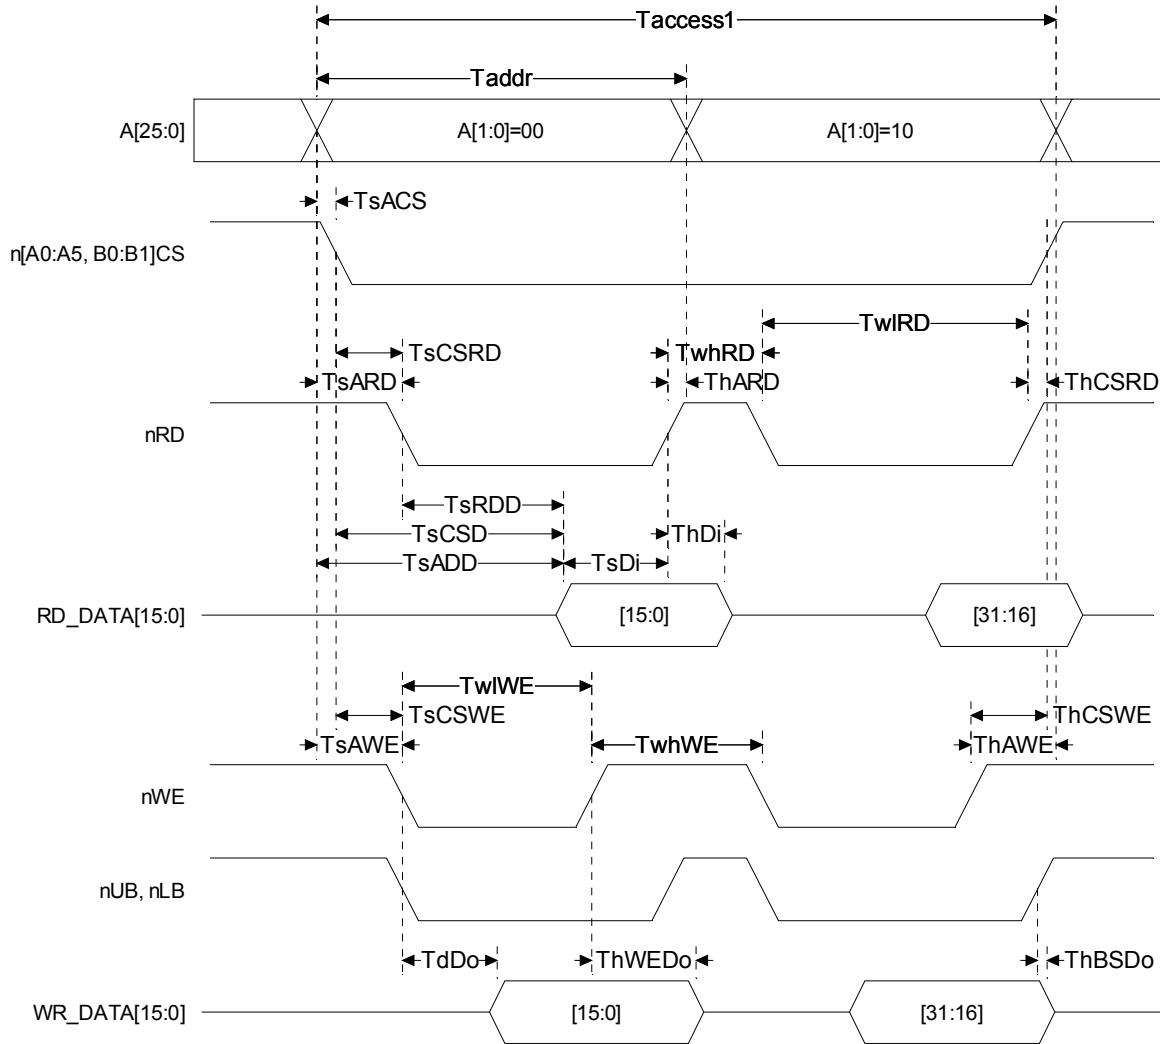 Taccess1
Taddr
A[25:0]
A[1:0]=00
A[1:0]=10
TsACS
n[A0:A5, B0:B1]CS
TwlRD
TsCSRD
TwhRD
TsARD
ThARD
ThCSRD
nRD
TsRDD
TsCSD
ThDi
TsADD
TsDi
RD_DATA[15:0]
[15:0]
[31:16]
TwlWE
TsCSWE
ThCSWE
TsAWE
TwhWE
ThAWE
nWE
nUB, nLB
TdDo
ThWEDo
ThBSDo
WR_DATA[15:0]
[15:0]
[31:16]